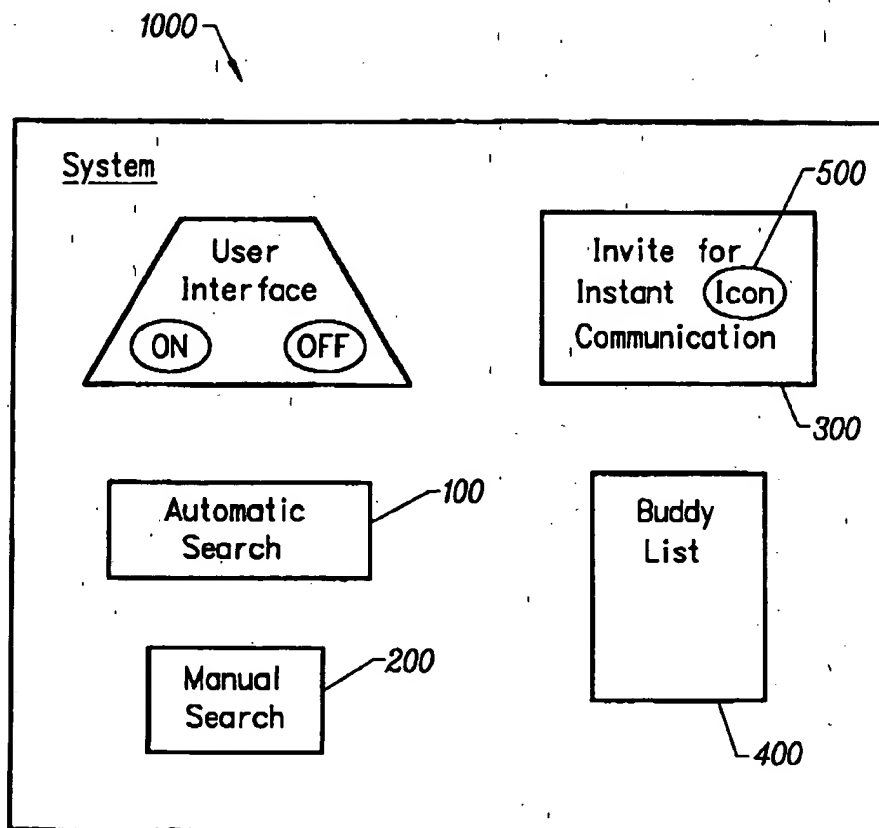 1000
System
500
User
Interface
ON OFF
Invite for
Instant Icon
Communication
300
Automatic
Search
100
Buddy
List
Manual
Search
200
400